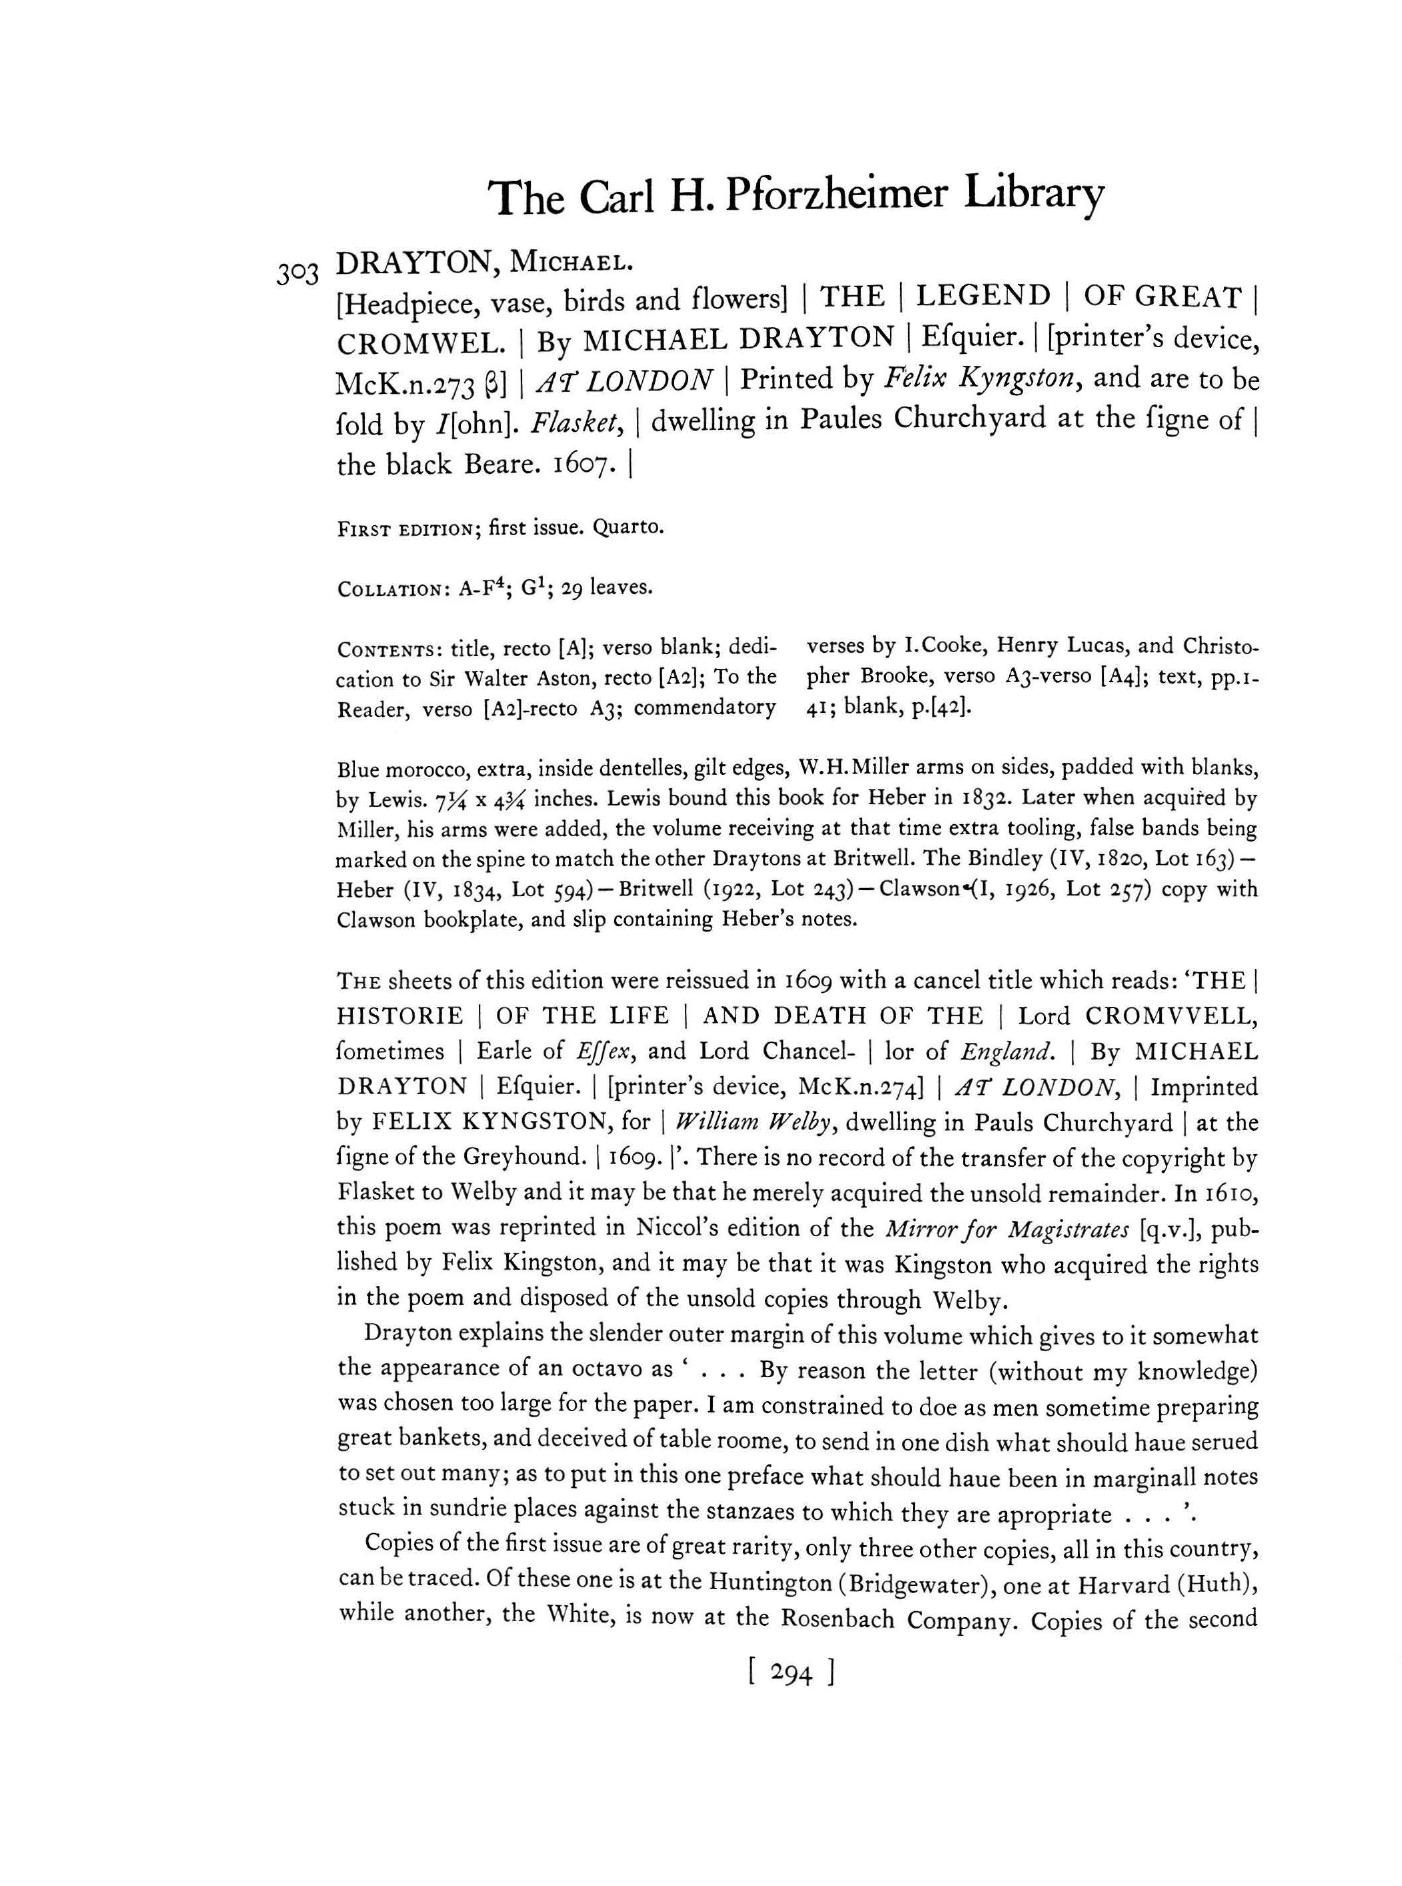 The Carl H. Pforzheimer Library
303 DRAYTON, MICHAEL.
[Headpiece, vase, birds and flowers] | THE | LEGEND | OF GREAT |
CROMWEL. | By MICHAEL DRAYTON | Eſquier. | [printer's device,
McK.n.273 β] | AT LONDON | Printed by Felix Kyngston, and are to be
ſold by I[ohn]. Flasket, | dwelling in Paules Churchyard at the ſigne of |
the black Beare. 1607. |
FIRST EDITION; first issue. Quarto.
COLLATION: A-F⁴; G¹; 29 leaves.
CONTENTS: title, recto [A]; verso blank; dedi-
cation to Sir Walter Aston, recto [A2]; To the
Reader, verso [A2]-recto A3; commendatory
verses by I.Cooke, Henry Lucas, and Christo-
pher Brooke, verso A3-verso [A4]; text, pp.1-
41; blank, p.[42].
Blue morocco, extra, inside dentelles, gilt edges, W.H.Miller arms on sides, padded with blanks,
by Lewis. 7¼ x 4¾ inches. Lewis bound this book for Heber in 1832. Later when acquired by
Miller, his arms were added, the volume receiving at that time extra tooling, false bands being
marked on the spine to match the other Draytons at Britwell. The Bindley (IV, 1820, Lot 163) —
Heber (IV, 1834, Lot 594) — Britwell (1922, Lot 243) — Clawson (I, 1926, Lot 257) copy with
Clawson bookplate, and slip containing Heber's notes.
THE sheets of this edition were reissued in 1609 with a cancel title which reads: 'THE |
HISTORIE | OF THE LIFE | AND DEATH OF THE | Lord CROMVVELL,
ſometimes | Earle of Eſſex, and Lord Chancel- | lor of England. | By MICHAEL
DRAYTON | Eſquier. | [printer's device, McK.n.274] | AT LONDON, | Imprinted
by FELIX KYNGSTON, for | William Welby, dwelling in Pauls Churchyard | at the
ſigne of the Greyhound. | 1609. |'. There is no record of the transfer of the copyright by
Flasket to Welby and it may be that he merely acquired the unsold remainder. In 1610,
this poem was reprinted in Niccol's edition of the Mirror for Magistrates [q.v.], pub-
lished by Felix Kingston, and it may be that it was Kingston who acquired the rights
in the poem and disposed of the unsold copies through Welby.
Drayton explains the slender outer margin of this volume which gives to it somewhat
the appearance of an octavo as ' . . . By reason the letter (without my knowledge)
was chosen too large for the paper. I am constrained to doe as men sometime preparing
great bankets, and deceived of table roome, to send in one dish what should haue serued
to set out many; as to put in this one preface what should haue been in marginall notes
stuck in sundrie places against the stanzaes to which they are apropriate . . . '.
Copies of the first issue are of great rarity, only three other copies, all in this country,
can be traced. Of these one is at the Huntington (Bridgewater), one at Harvard (Huth),
while another, the White, is now at the Rosenbach Company. Copies of the second
[ 294 ]